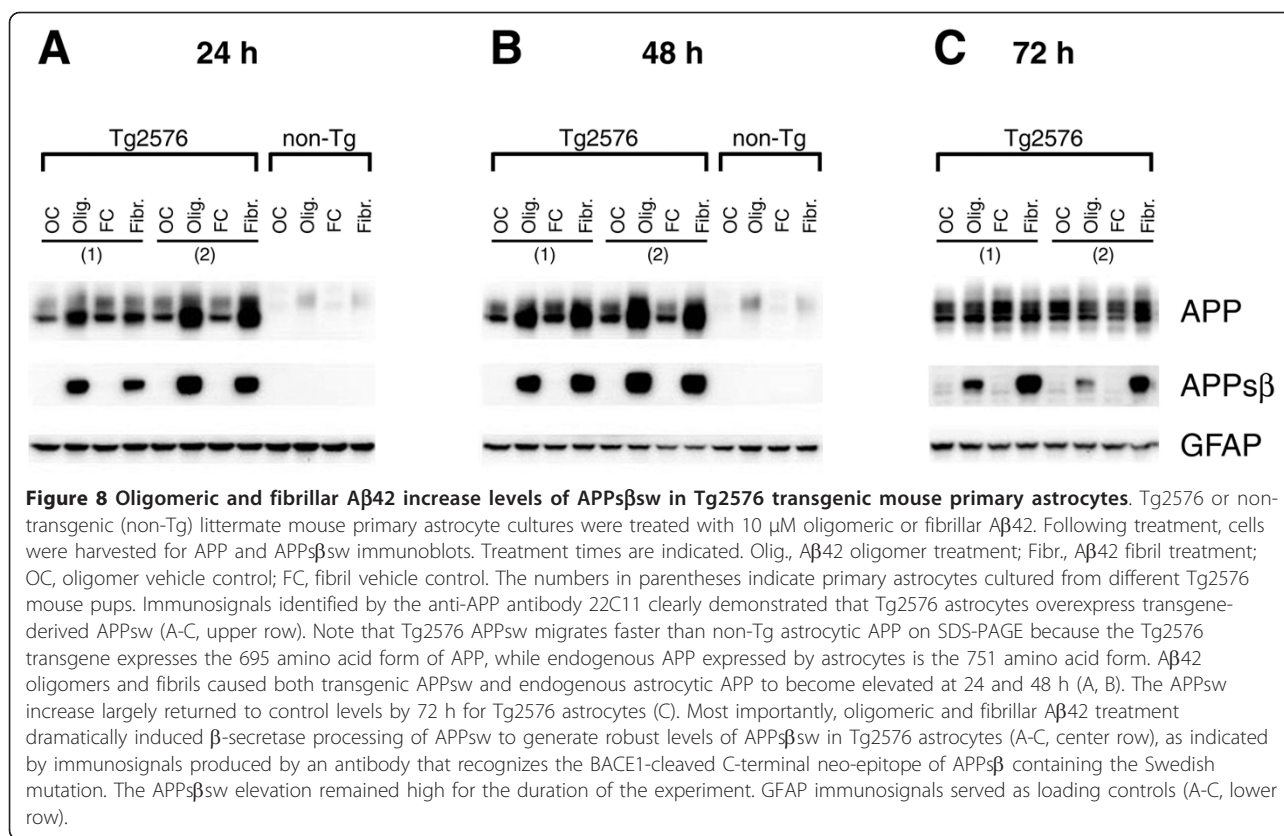 A 24 h
B 48 h
C 72 h
Tg2576 non-Tg
Tg2576 non-Tg
Tg2576
OC Olig. FC Fibr. OC Olig. FC Fibr. OC Olig. FC Fibr.
OC Olig. FC Fibr. OC Olig. FC Fibr. OC Olig. FC Fibr.
OC Olig. FC Fibr. OC Olig. FC Fibr.
(1) (2)
(1) (2)
(1) (2)
APP
APPsβ
GFAP
Figure 8 Oligomeric and fibrillar Aβ42 increase levels of APPsβsw in Tg2576 transgenic mouse primary astrocytes. Tg2576 or non-
transgenic (non-Tg) littermate mouse primary astrocyte cultures were treated with 10 μM oligomeric or fibrillar Aβ42. Following treatment, cells
were harvested for APP and APPsβsw immunoblots. Treatment times are indicated. Olig., Aβ42 oligomer treatment; Fibr., Aβ42 fibril treatment;
OC, oligomer vehicle control; FC, fibril vehicle control. The numbers in parentheses indicate primary astrocytes cultured from different Tg2576
mouse pups. Immunosignals identified by the anti-APP antibody 22C11 clearly demonstrated that Tg2576 astrocytes overexpress transgene-
derived APPsw (A-C, upper row). Note that Tg2576 APPsw migrates faster than non-Tg astrocytic APP on SDS-PAGE because the Tg2576
transgene expresses the 695 amino acid form of APP, while endogenous APP expressed by astrocytes is the 751 amino acid form. Aβ42
oligomers and fibrils caused both transgenic APPsw and endogenous astrocytic APP to become elevated at 24 and 48 h (A, B). The APPsw
increase largely returned to control levels by 72 h for Tg2576 astrocytes (C). Most importantly, oligomeric and fibrillar Aβ42 treatment
dramatically induced β-secretase processing of APPsw to generate robust levels of APPsβsw in Tg2576 astrocytes (A-C, center row), as indicated
by immunosignals produced by an antibody that recognizes the BACE1-cleaved C-terminal neo-epitope of APPsβ containing the Swedish
mutation. The APPsβsw elevation remained high for the duration of the experiment. GFAP immunosignals served as loading controls (A-C, lower
row).